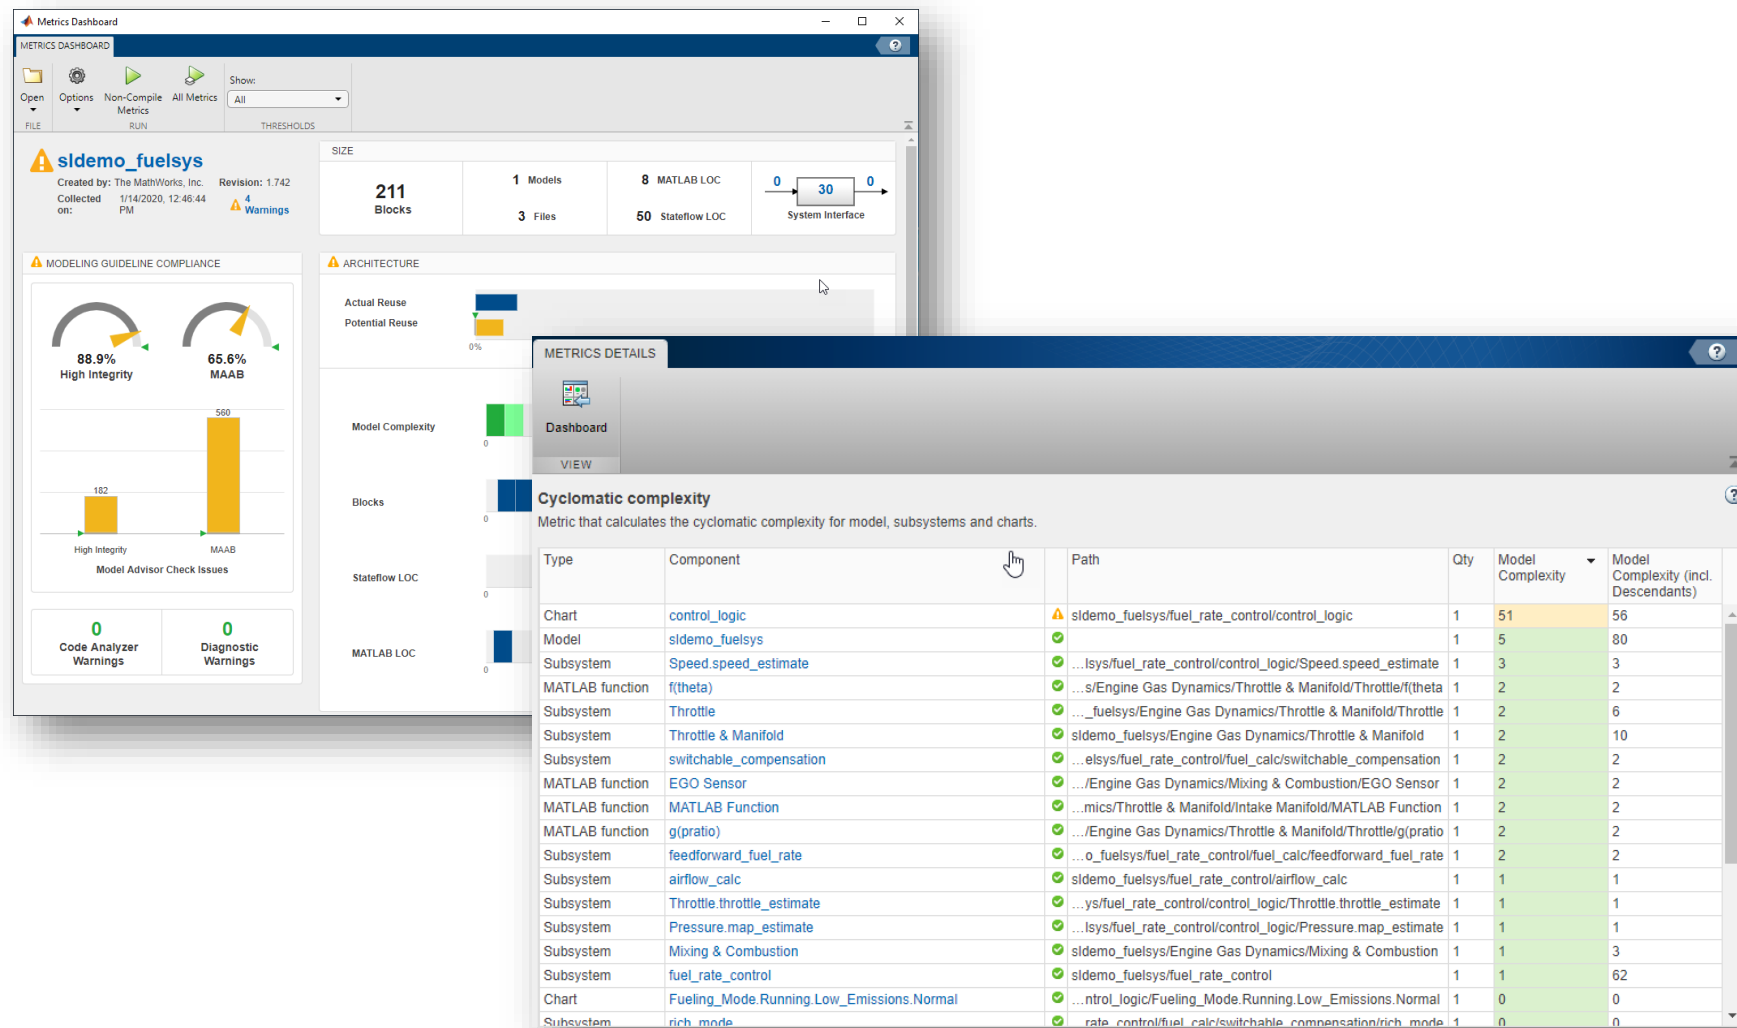 Metrics Dashboard
METRICS DASHBOARD
Open
Options
Non-Compile
Metrics
All Metrics
Show:
All
FILE
RUN
THRESHOLDS
sldemo_fuelsys
Created by: The MathWorks, Inc. Revision: 1.742
Collected on: 1/14/2020, 12:46:44 PM
4 Warnings
SIZE
211
Blocks
1 Models
3 Files
8 MATLAB LOC
50 Stateflow LOC
0 30 0
System Interface
MODELING GUIDELINE COMPLIANCE
88.9%
High Integrity
65.6%
MAAB
560
182
High Integrity MAAB
Model Advisor Check Issues
0
Code Analyzer
Warnings
0
Diagnostic
Warnings
ARCHITECTURE
Actual Reuse
Potential Reuse
0%
Model Complexity
0
Blocks
0
Stateflow LOC
0
MATLAB LOC
0
METRICS DETAILS
Dashboard
VIEW
Cyclomatic complexity
Metric that calculates the cyclomatic complexity for model, subsystems and charts.
Type Component Path Qty Model Complexity Model Complexity (incl. Descendants)
Chart control_logic sldemo_fuelsys/fuel_rate_control/control_logic 1 51 56
Model sldemo_fuelsys 1 5 80
Subsystem Speed.speed_estimate ...lsys/fuel_rate_control/control_logic/Speed.speed_estimate 1 3 3
MATLAB function f(theta) ...s/Engine Gas Dynamics/Throttle & Manifold/Throttle/f(theta 1 2 2
Subsystem Throttle ..._fuelsys/Engine Gas Dynamics/Throttle & Manifold/Throttle 1 2 6
Subsystem Throttle & Manifold sldemo_fuelsys/Engine Gas Dynamics/Throttle & Manifold 1 2 10
Subsystem switchable_compensation ...elsys/fuel_rate_control/fuel_calc/switchable_compensation 1 2 2
MATLAB function EGO Sensor .../Engine Gas Dynamics/Mixing & Combustion/EGO Sensor 1 2 2
MATLAB function MATLAB Function ...mics/Throttle & Manifold/Intake Manifold/MATLAB Function 1 2 2
MATLAB function g(pratio) .../Engine Gas Dynamics/Throttle & Manifold/Throttle/g(pratio 1 2 2
Subsystem feedforward_fuel_rate ...o_fuelsys/fuel_rate_control/fuel_calc/feedforward_fuel_rate 1 2 2
Subsystem airflow_calc sldemo_fuelsys/fuel_rate_control/airflow_calc 1 1 1
Subsystem Throttle.throttle_estimate ...ys/fuel_rate_control/control_logic/Throttle.throttle_estimate 1 1 1
Subsystem Pressure.map_estimate ...lsys/fuel_rate_control/control_logic/Pressure.map_estimate 1 1 1
Subsystem Mixing & Combustion sldemo_fuelsys/Engine Gas Dynamics/Mixing & Combustion 1 1 3
Subsystem fuel_rate_control sldemo_fuelsys/fuel_rate_control 1 1 62
Chart Fueling_Mode.Running.Low_Emissions.Normal ...ntrol_logic/Fueling_Mode.Running.Low_Emissions.Normal 1 0 0
Subsystem rich_mode ...rate_control/fuel_calc/switchable_compensation/rich_mode 1 0 0